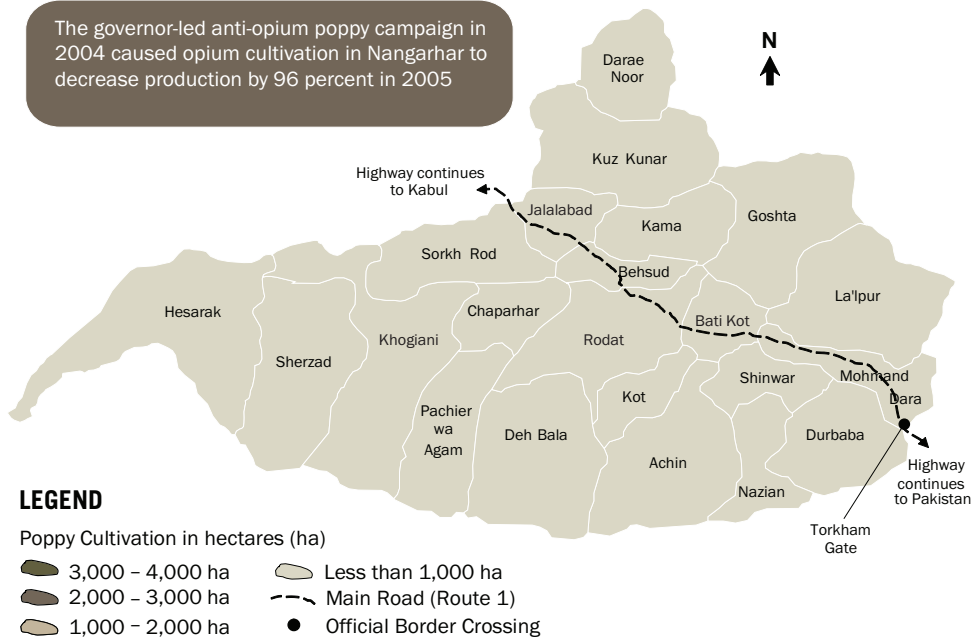 The governor-led anti-opium poppy campaign in
2004 caused opium cultivation in Nangarhar to
decrease production by 96 percent in 2005
N
Darae
Noor
Kuz Kunar
Highway continues
to Kabul
Jalalabad
Kama
Goshta
Sorkh Rod
Behsud
La'lpur
Hesarak
Chaparhar
Bati Kot
Khogiani
Rodat
Sherzad
Shinwar
Mohmand
Dara
Kot
Pachier
wa
Agam
Deh Bala
Durbaba
Achin
Nazian
Highway
continues
to Pakistan
Torkham
Gate
LEGEND
Poppy Cultivation in hectares (ha)
3,000 – 4,000 ha
2,000 – 3,000 ha
1,000 – 2,000 ha
Less than 1,000 ha
Main Road (Route 1)
Official Border Crossing